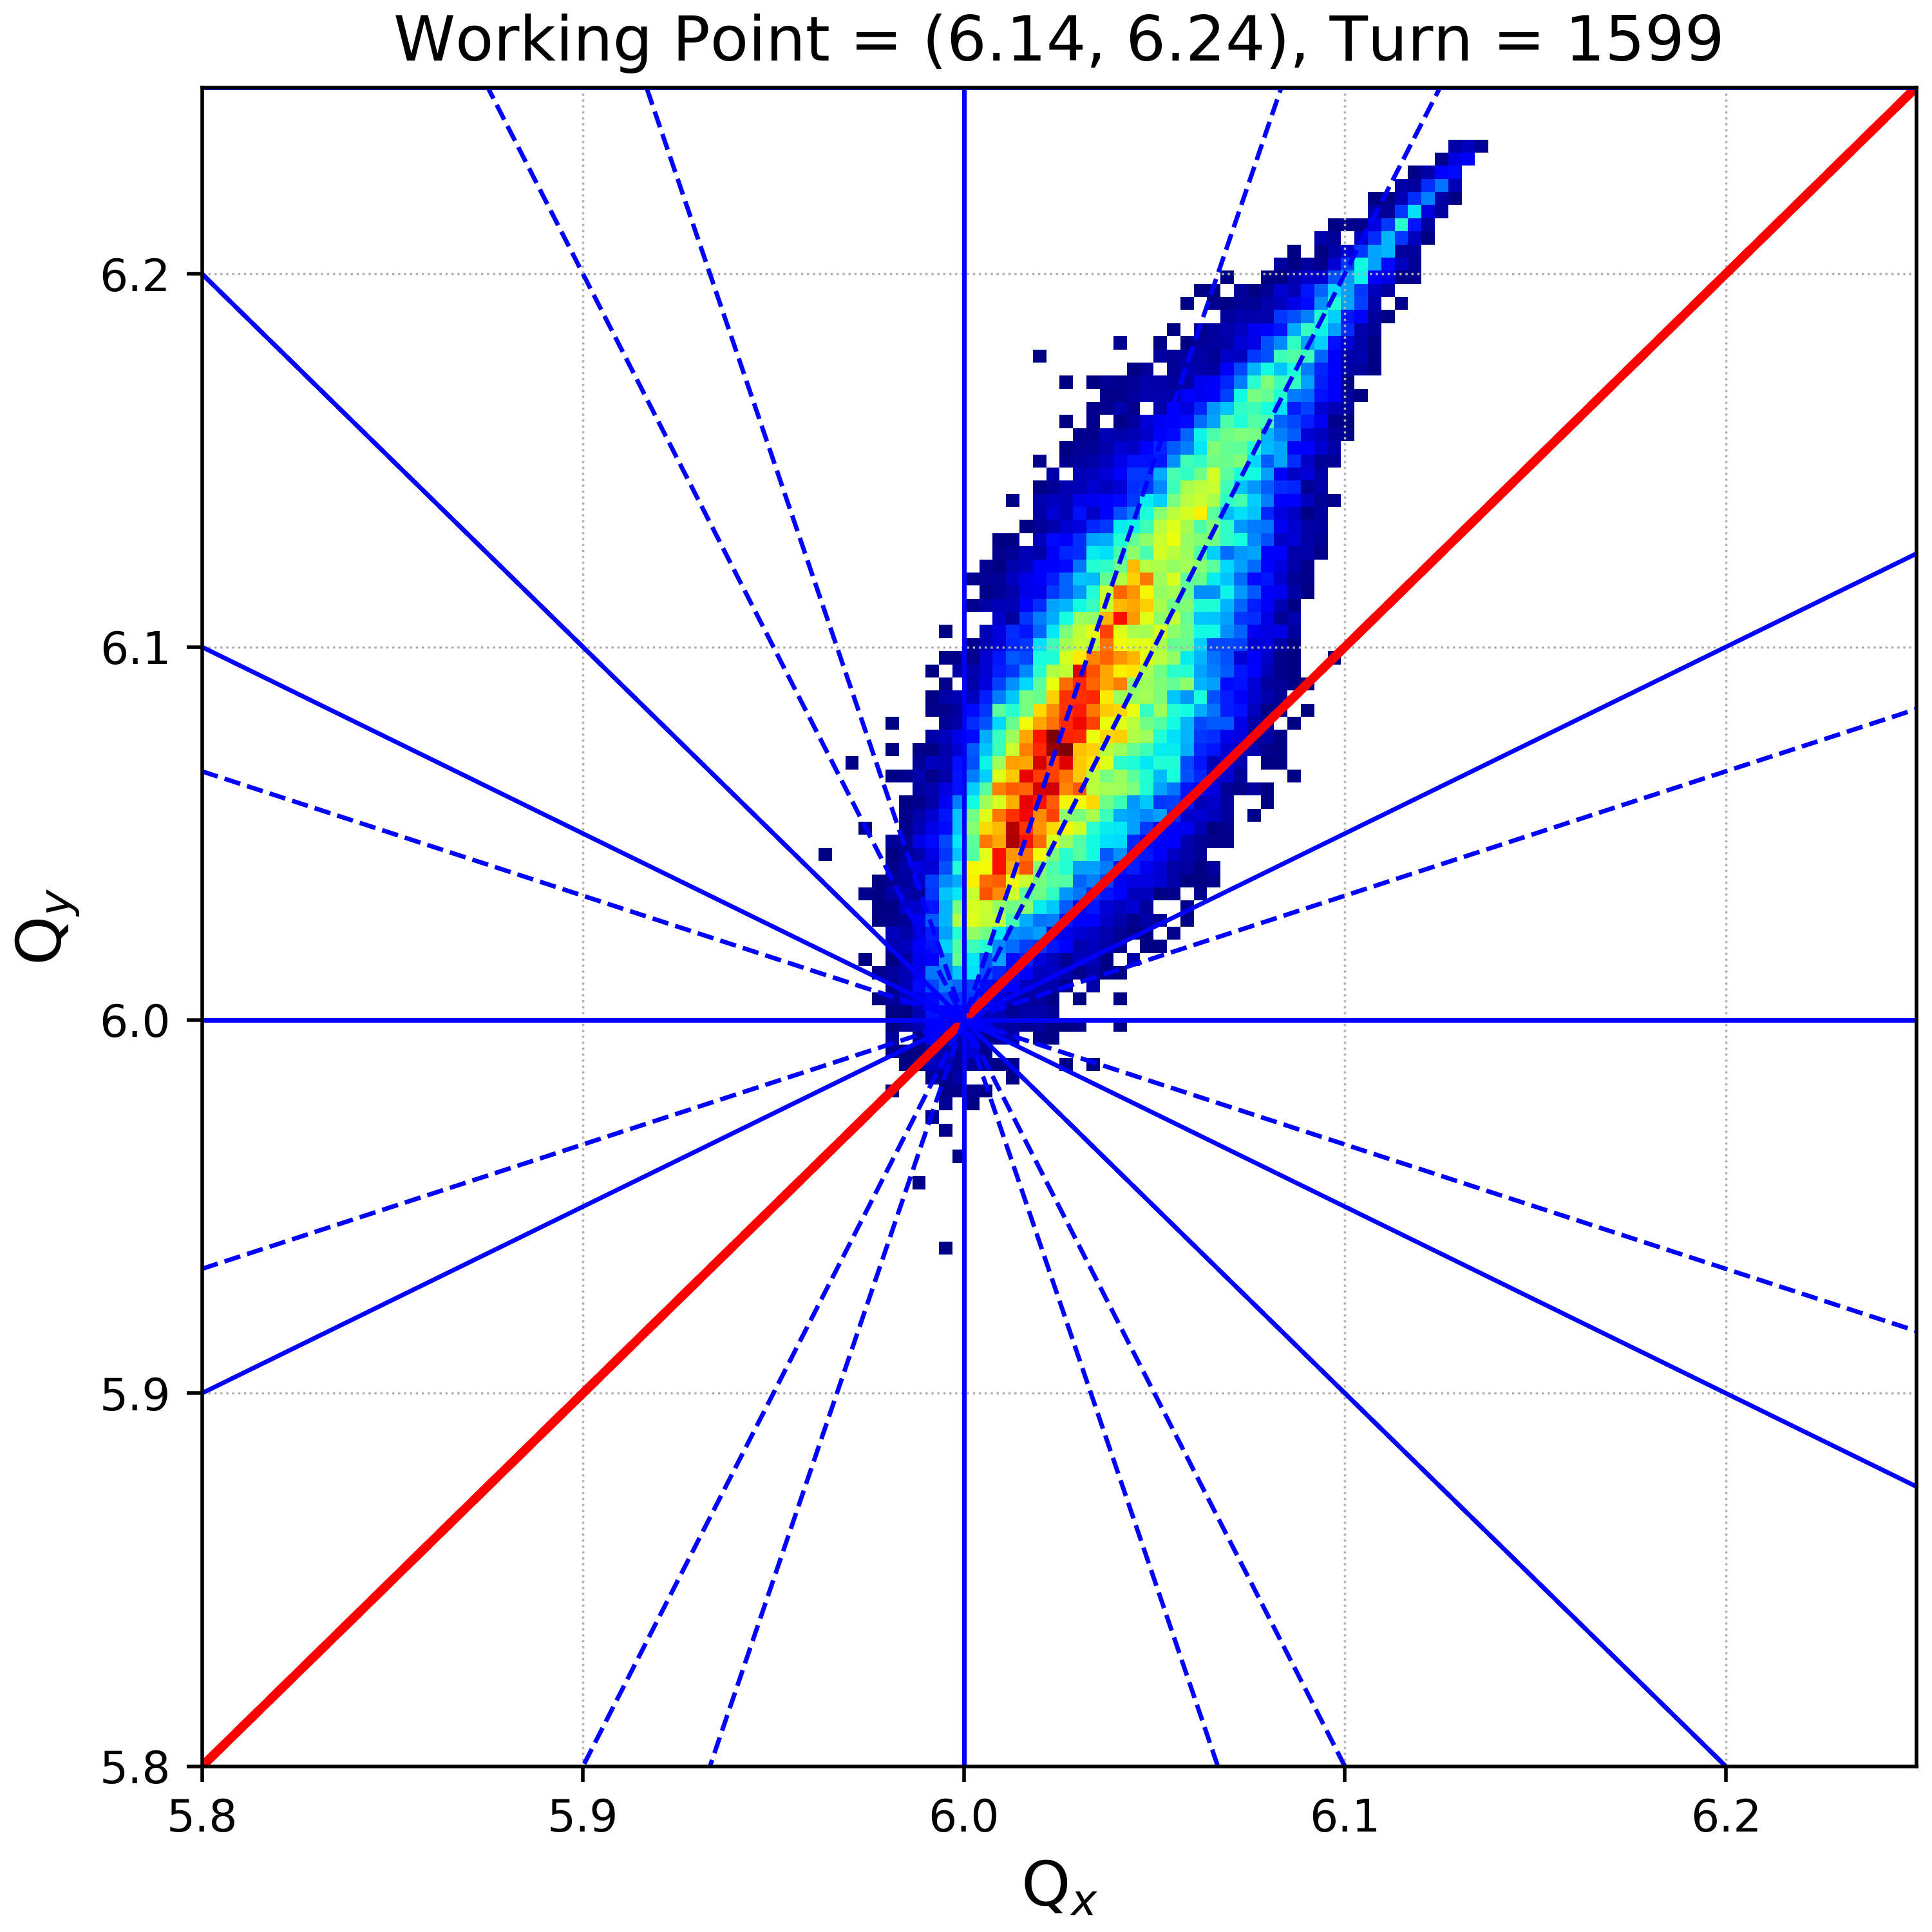 Working Point = (6.14, 6.24), Turn = 1599
6.2
6.1
6.0
5.9
5.8
Qy
5.8 5.9 6.0 6.1 6.2
Qx